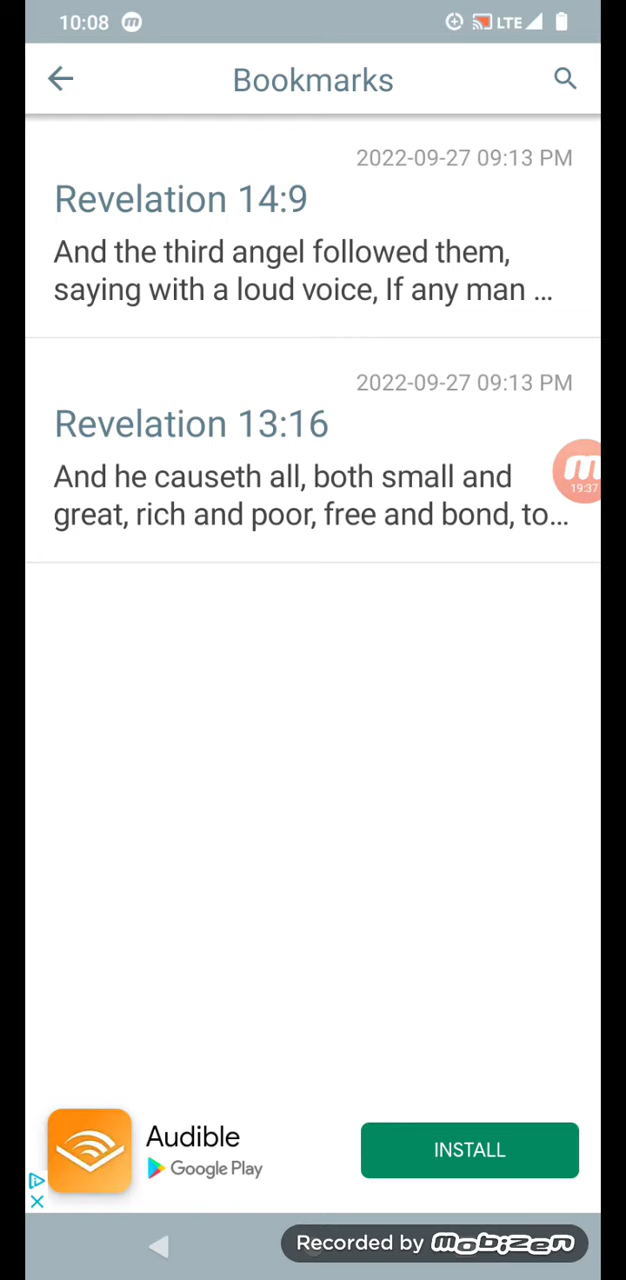 10:08
LTE
Bookmarks
2022-09-27 09:13 PM
Revelation 14:9
And the third angel followed them,
saying with a loud voice, If any man ...
2022-09-27 09:13 PM
Revelation 13:16
And he causeth all, both small and
great, rich and poor, free and bond, to...
19:37
Audible
Google Play
INSTALL
Recorded by mobizen